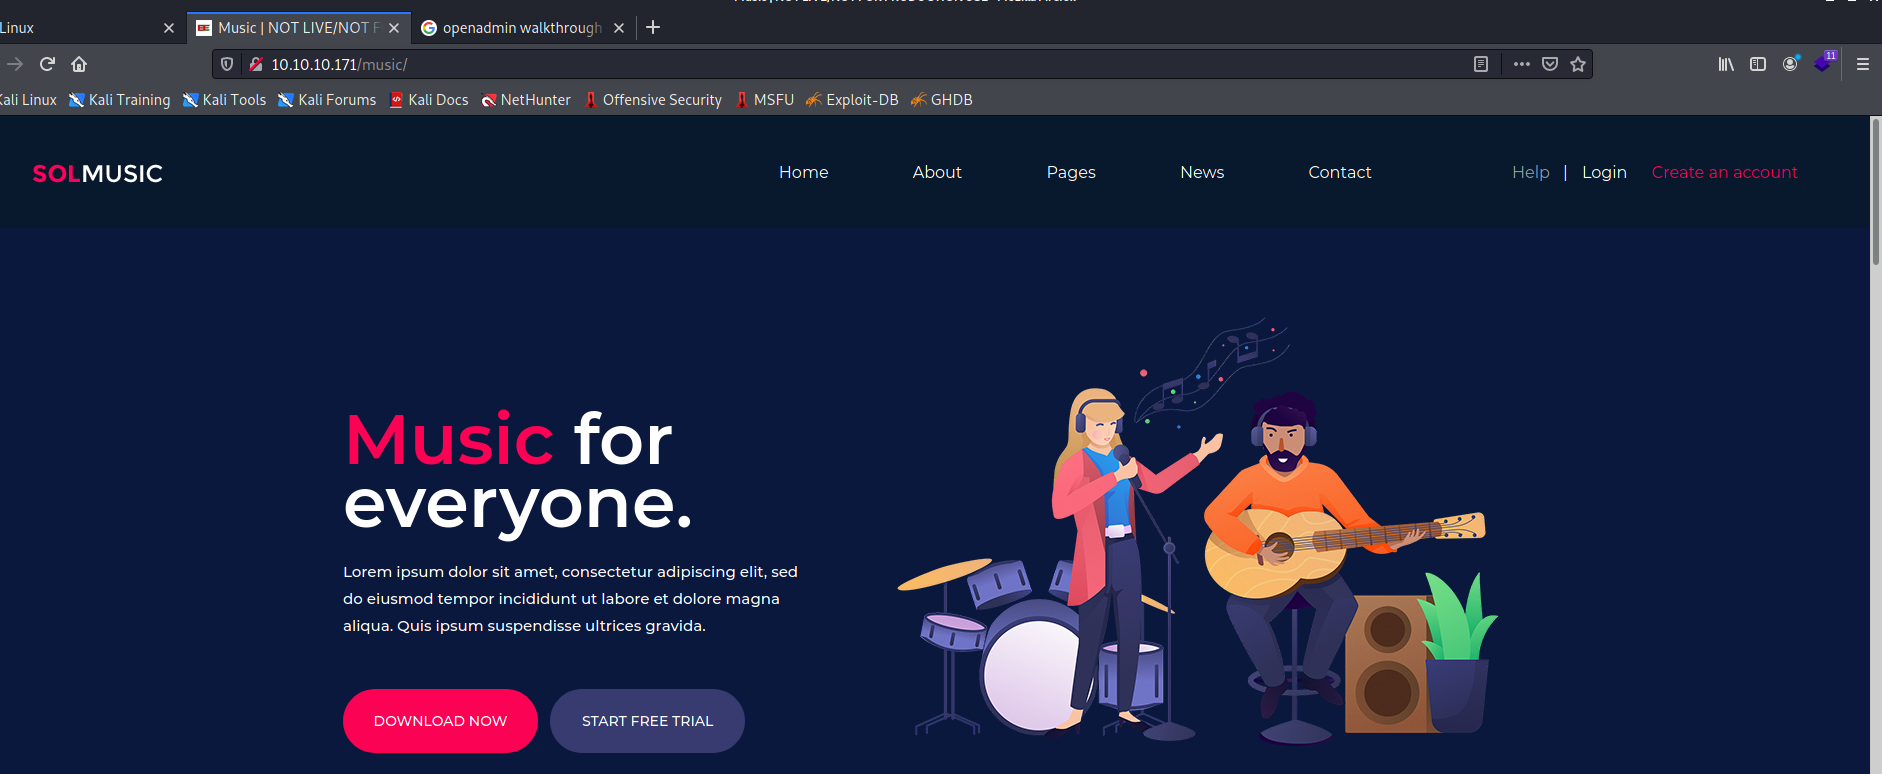 Linux
Music | NOT LIVE/NOT F
openadmin walkthrough
10.10.10.171/music/
11
Kali Linux Kali Training Kali Tools Kali Forums Kali Docs NetHunter Offensive Security MSFU Exploit-DB GHDB
SOLMUSIC
Home About Pages News Contact Help | Login Create an account
Music for
everyone.
Lorem ipsum dolor sit amet, consectetur adipiscing elit, sed
do eiusmod tempor incididunt ut labore et dolore magna
aliqua. Quis ipsum suspendisse ultrices gravida.
DOWNLOAD NOW START FREE TRIAL